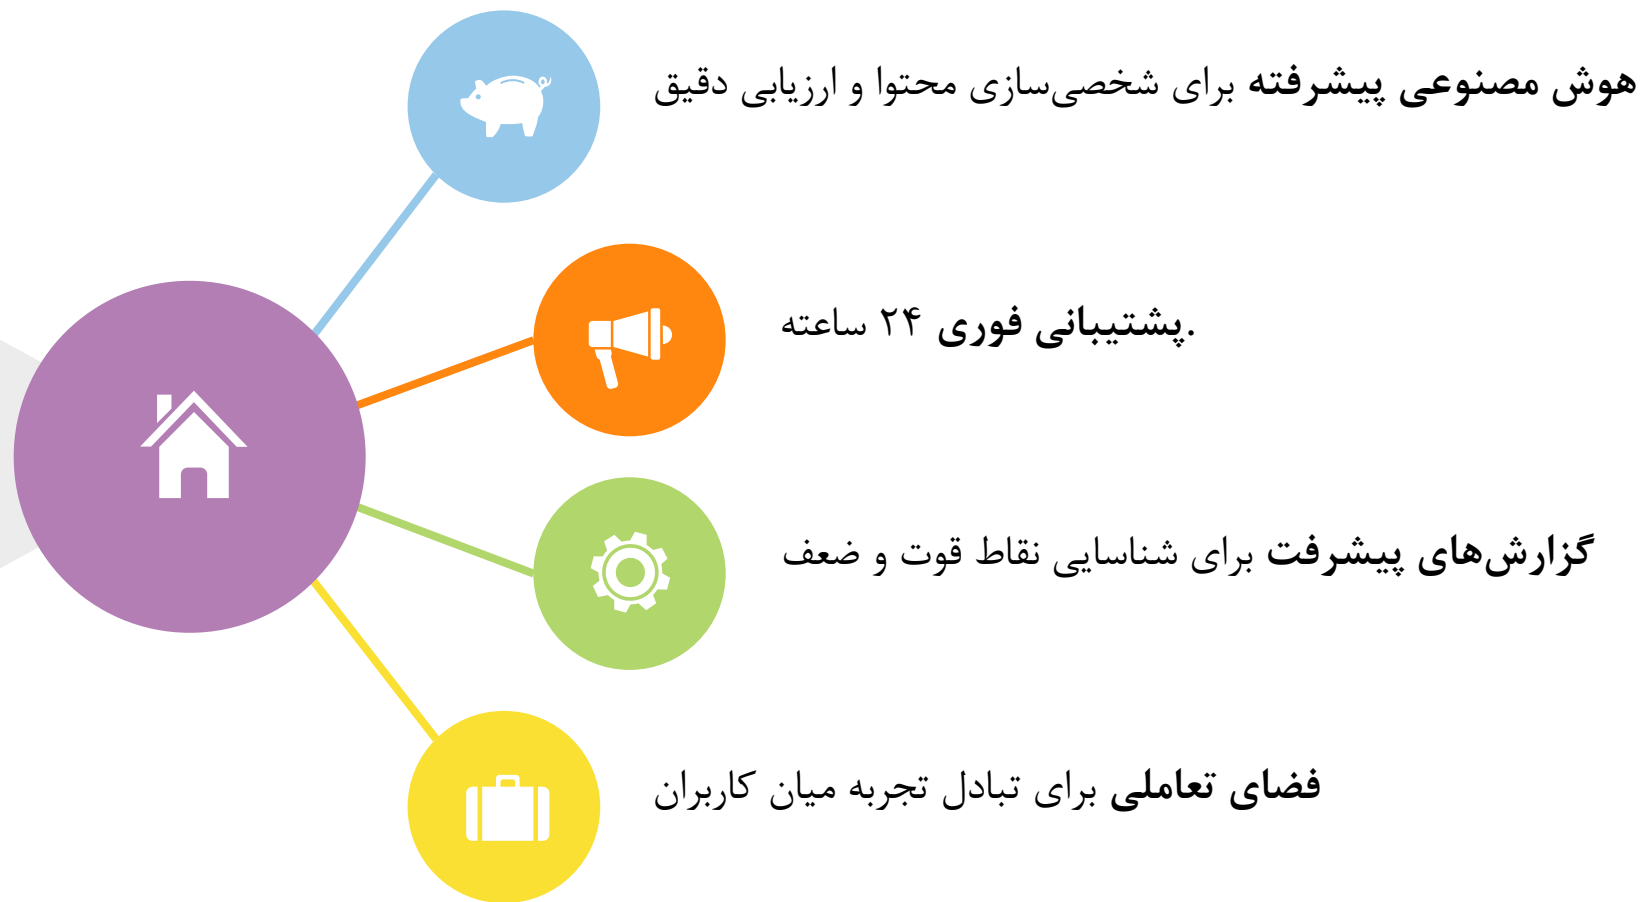 هوش مصنوعی پیشرفته برای شخصی‌سازی محتوا و ارزیابی دقیق
.پشتیبانی فوری ۲۴ ساعته
گزارش‌های پیشرفت برای شناسایی نقاط قوت و ضعف
فضای تعاملی برای تبادل تجربه میان کاربران